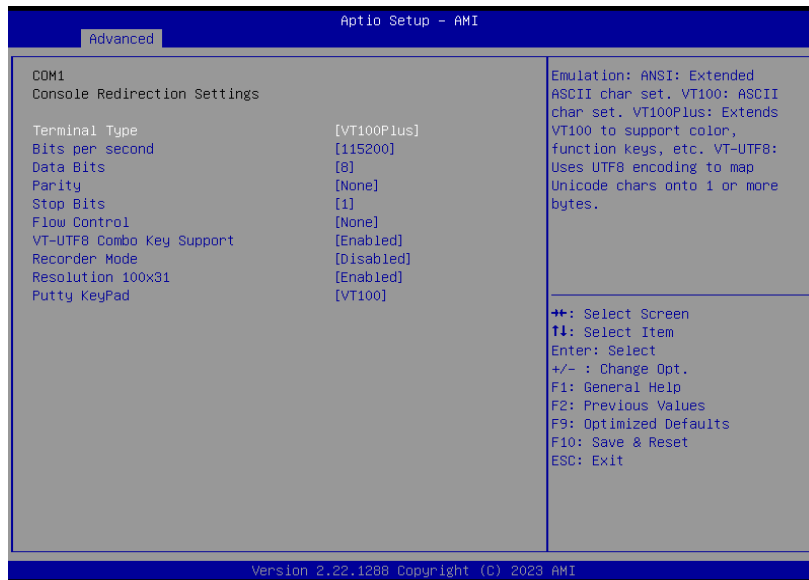 Aptio Setup - AMI
Advanced
COM1
Console Redirection Settings
Terminal Type [VT100Plus]
Bits per second [115200]
Data Bits [8]
Parity [None]
Stop Bits [1]
Flow Control [None]
VT-UTF8 Combo Key Support [Enabled]
Recorder Mode [Disabled]
Resolution 100x31 [Enabled]
Putty KeyPad [VT100]
Emulation: ANSI: Extended
ASCII char set. VT100: ASCII
char set. VT100Plus: Extends
VT100 to support color,
function keys, etc. VT-UTF8:
Uses UTF8 encoding to map
Unicode chars onto 1 or more
bytes.
→←: Select Screen
↑↓: Select Item
Enter: Select
+/- : Change Opt.
F1: General Help
F2: Previous Values
F9: Optimized Defaults
F10: Save & Reset
ESC: Exit
Version 2.22.1288 Copyright (C) 2023 AMI